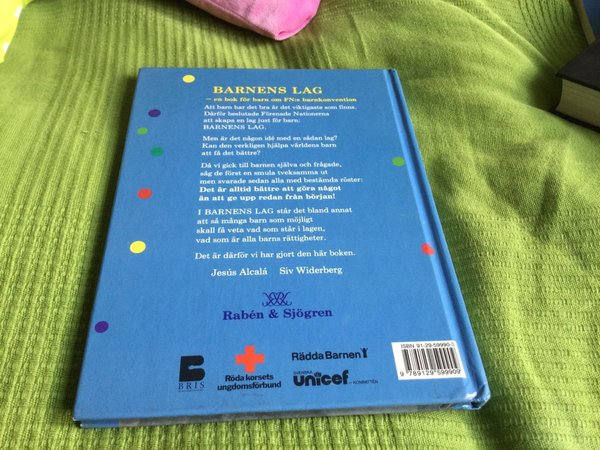 BARNENS LAG
– en bok för barn om FN:s barnkonvention
Att barn har det bra är det viktigaste som finns.
Därför beslutade Förenade Nationerna
att skapa en lag just för barn:
BARNENS LAG.
Men är det någon idé med en sådan lag?
Kan den verkligen hjälpa världens barn
att få det bättre?
Då vi gick till barnen själva och frågade,
såg de först en smula tveksamma ut
men svarade sedan alla med bestämda röster:
Det är alltid bättre att göra något
än att ge upp redan från början!
I BARNENS LAG står det bland annat
att så många barn som möjligt
skall få veta vad som står i lagen,
vad som är alla barns rättigheter.
Det är därför vi har gjort den här boken.
Jesús Alcalá Siv Widerberg
Rabén & Sjögren
ISBN 91-29-59990-
9 789129 599909
BRIS
Röda korsets
ungdomsförbund
Rädda Barnen
SVENSKA
unicef
KOMMITTÉN